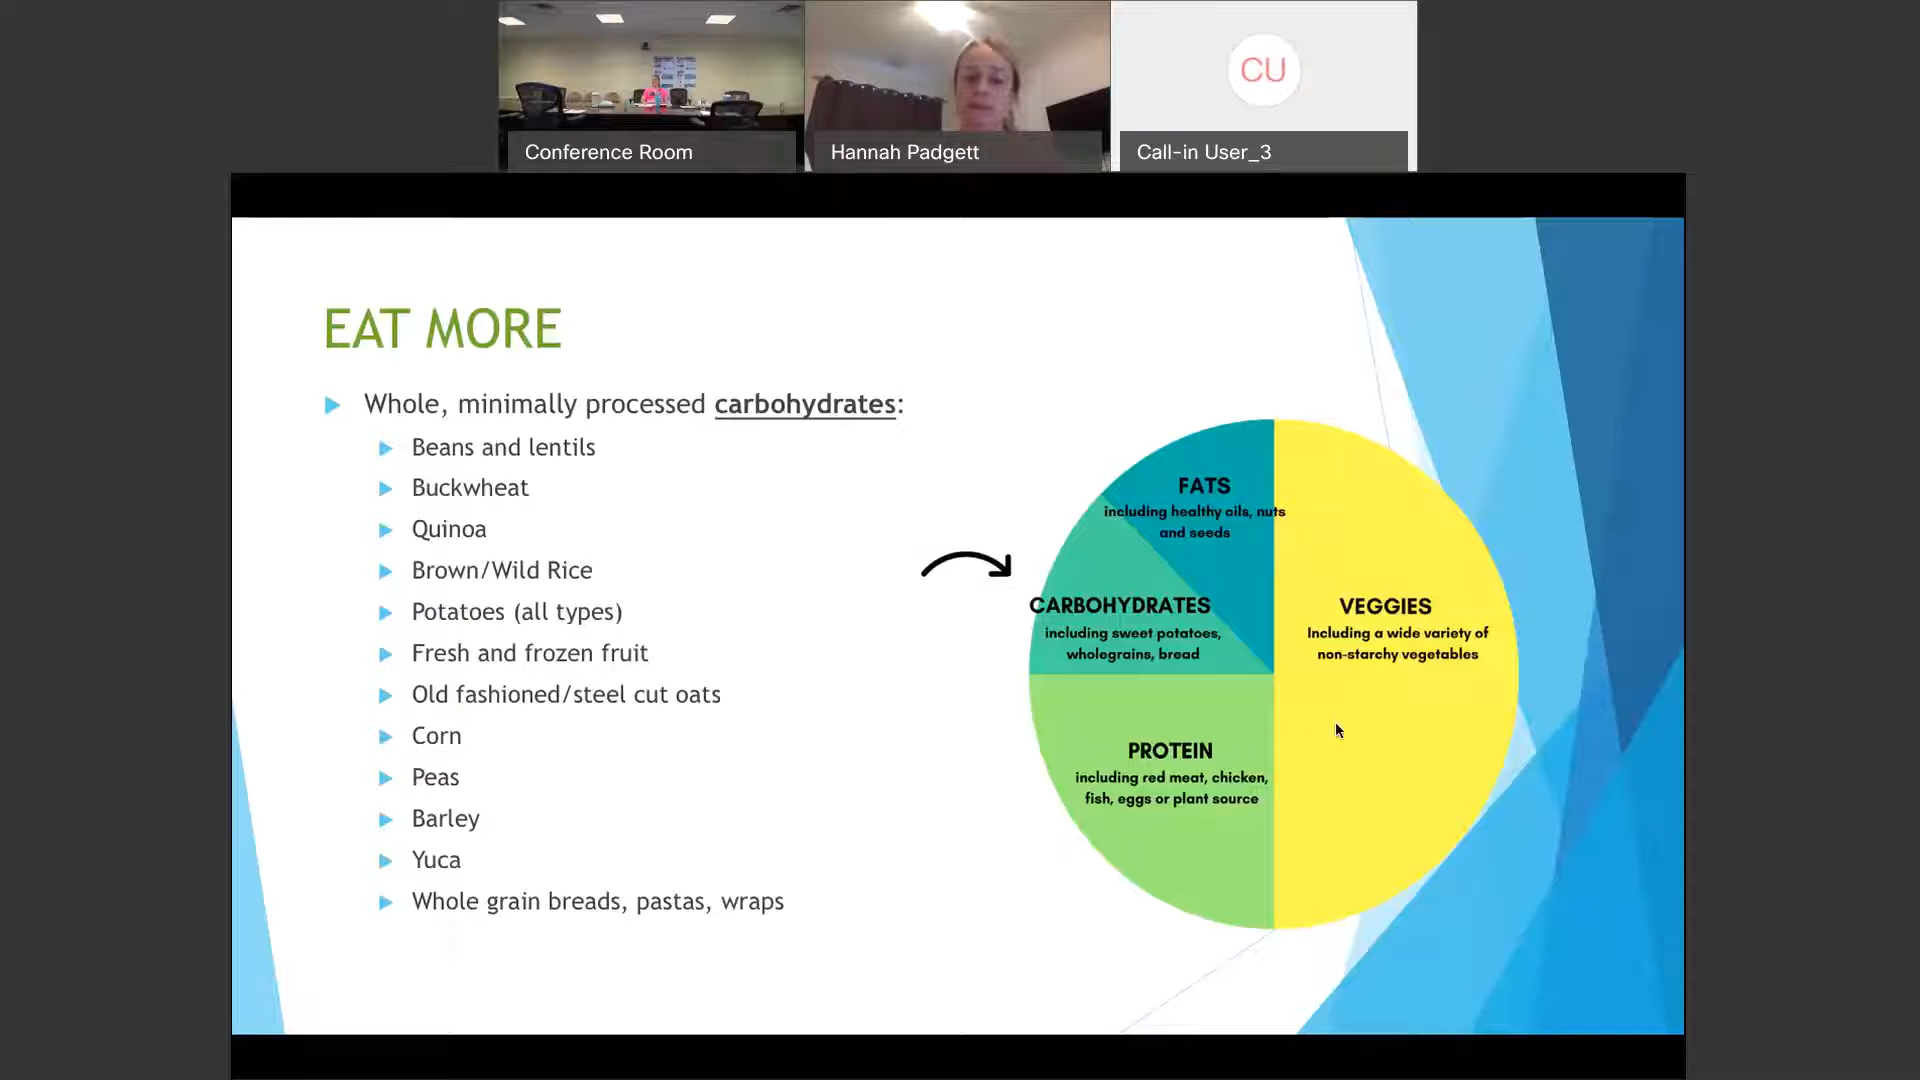 Conference Room
Hannah Padgett
CU
Call-in User_3
EAT MORE
Whole, minimally processed carbohydrates:
Beans and lentils
Buckwheat
Quinoa
Brown/Wild Rice
Potatoes (all types)
Fresh and frozen fruit
Old fashioned/steel cut oats
Corn
Peas
Barley
Yuca
Whole grain breads, pastas, wraps
FATS
including healthy oils, nuts
and seeds
CARBOHYDRATES
including sweet potatoes,
wholegrains, bread
VEGGIES
Including a wide variety of
non-starchy vegetables
PROTEIN
including red meat, chicken,
fish, eggs or plant source